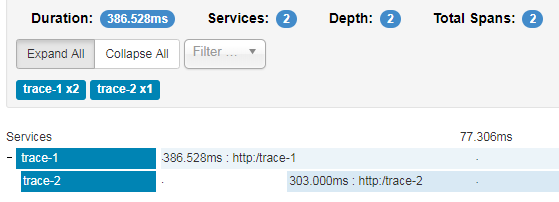 Duration: 386.528ms Services: 2 Depth: 2 Total Spans: 2
Expand All Collapse All Filter ...
trace-1 x2 trace-2 x1
Services 77.306ms
- trace-1 .386.528ms : http:/trace-1 .
trace-2 . 303.000ms : http:/trace-2 .